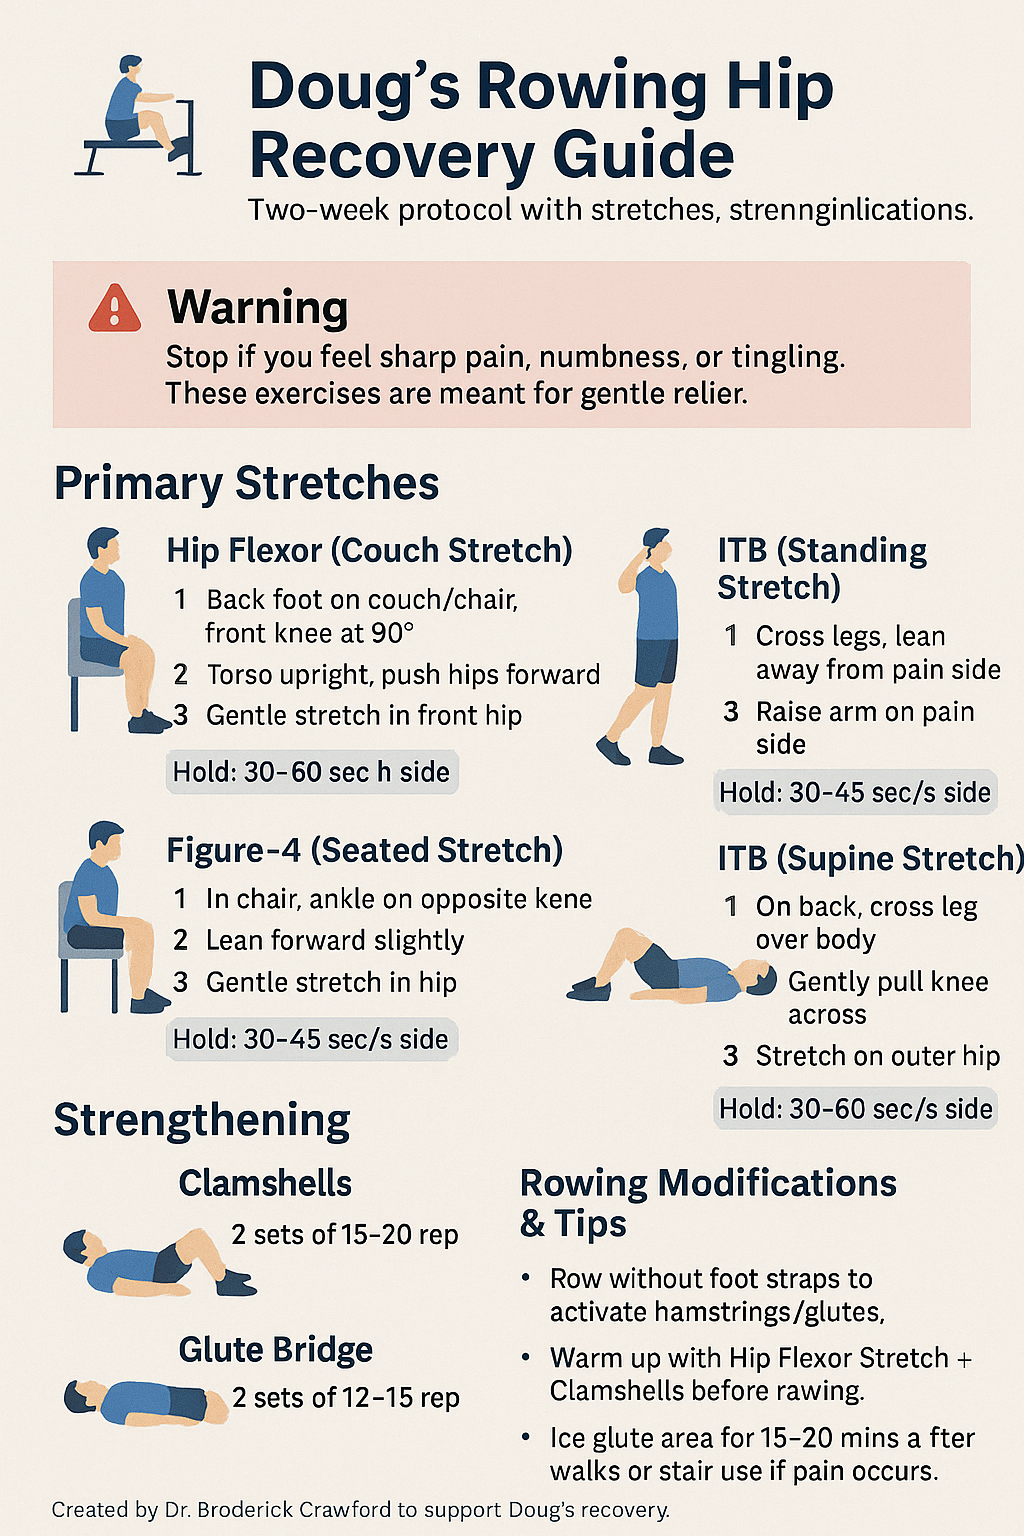 Doug's Rowing Hip
Recovery Guide
Two-week protocol with stretches, strennginlications.
Warning
Stop if you feel sharp pain, numbness, or tingling.
These exercises are meant for gentle relier.
Primary Stretches
Hip Flexor (Couch Stretch)
1 Back foot on couch/chair,
front knee at 90°
2 Torso upright, push hips forward
3 Gentle stretch in front hip
Hold: 30–60 sec h side
ITB (Standing
Stretch)
1 Cross legs, lean
away from pain side
3 Raise arm on pain
side
Hold: 30–45 sec/s side
Figure-4 (Seated Stretch)
1 In chair, ankle on opposite kene
2 Lean forward slightly
3 Gentle stretch in hip
Hold: 30–45 sec/s side
ITB (Supine Stretch)
1 On back, cross leg
over body
Gently pull knee
across
3 Stretch on outer hip
Hold: 30–60 sec/s side
Strengthening
Clamshells
2 sets of 15–20 rep
Glute Bridge
2 sets of 12–15 rep
Rowing Modifications
& Tips
• Row without foot straps to
activate hamstrings/glutes,
• Warm up with Hip Flexor Stretch +
Clamshells before rawing.
• Ice glute area for 15–20 mins a fter
walks or stair use if pain occurs.
Created by Dr. Broderick Crawford to support Doug's recovery.